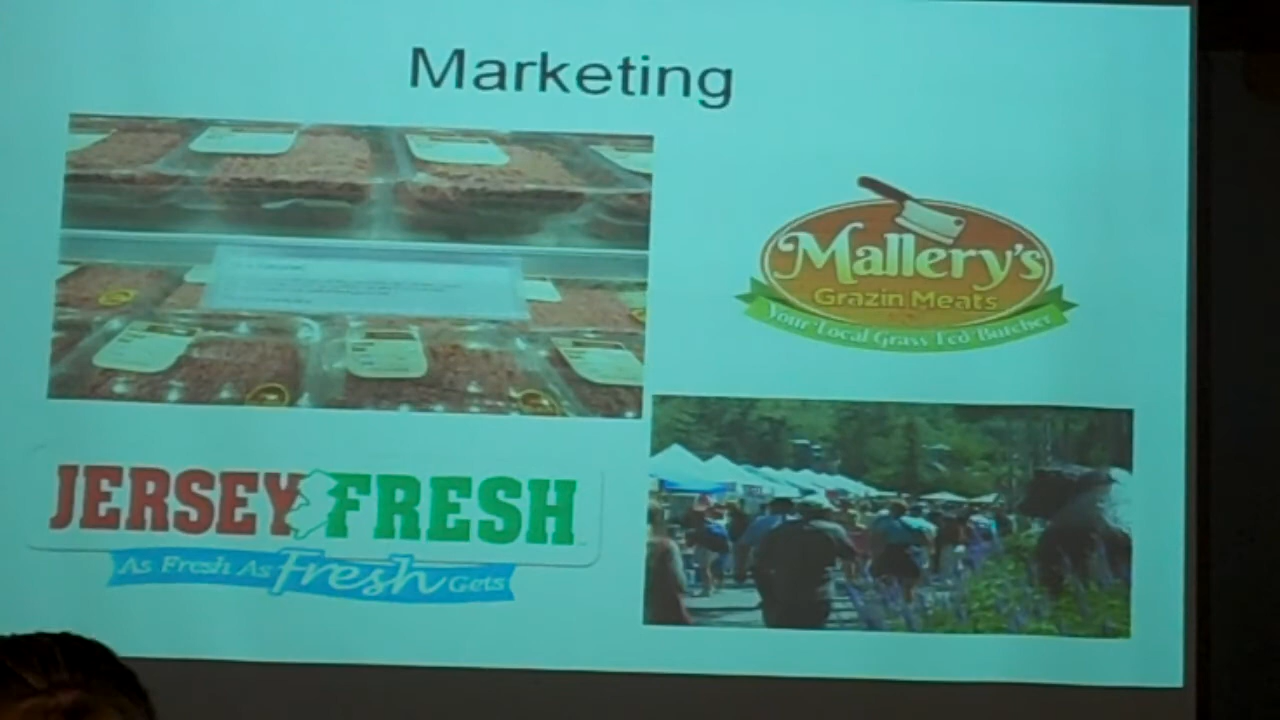 Marketing
Mallery's
Grazin Meats
Your Local Grass Fed Butcher
JERSEY FRESH
As Fresh As Fresh Gets